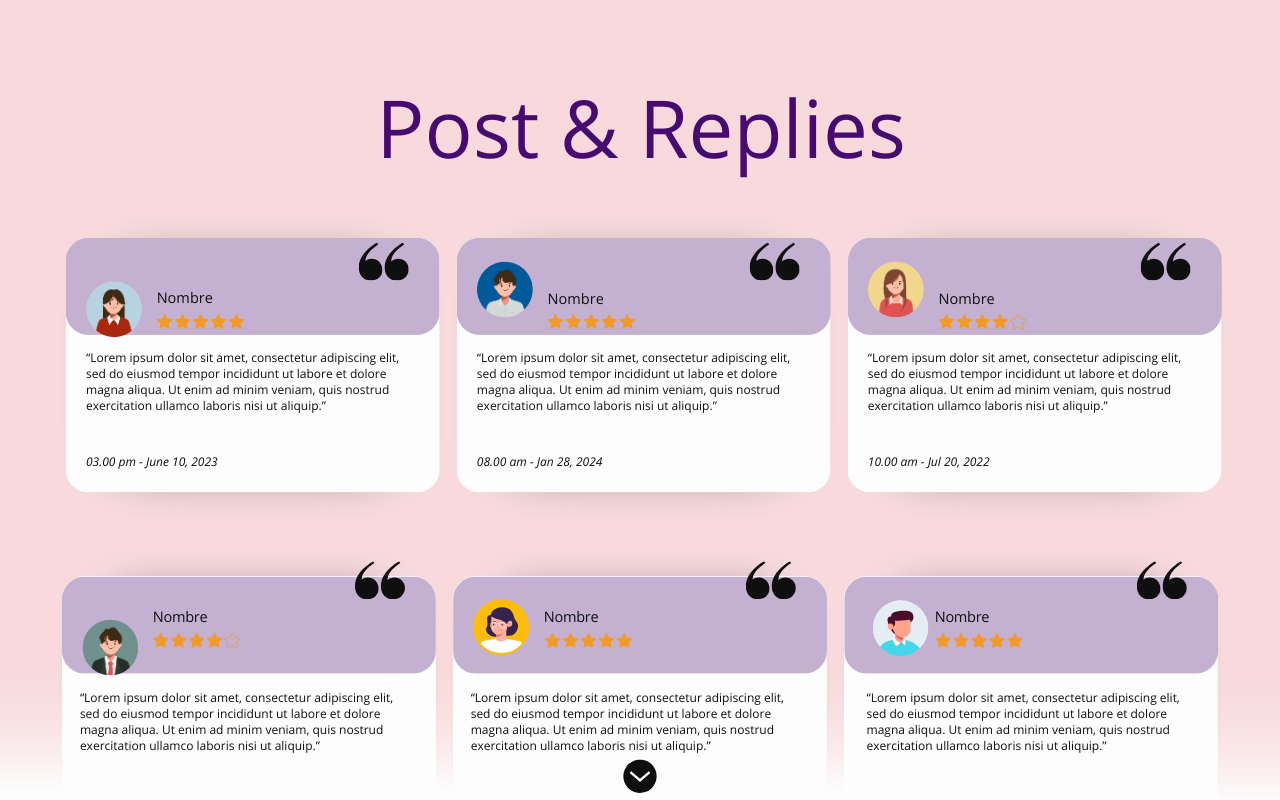 Post & Replies
Nombre
“Lorem ipsum dolor sit amet, consectetur adipiscing elit,
sed do eiusmod tempor incididunt ut labore et dolore
magna aliqua. Ut enim ad minim veniam, quis nostrud
exercitation ullamco laboris nisi ut aliquip.”
03.00 pm - June 10, 2023
Nombre
“Lorem ipsum dolor sit amet, consectetur adipiscing elit,
sed do eiusmod tempor incididunt ut labore et dolore
magna aliqua. Ut enim ad minim veniam, quis nostrud
exercitation ullamco laboris nisi ut aliquip.”
08.00 am - Jan 28, 2024
Nombre
“Lorem ipsum dolor sit amet, consectetur adipiscing elit,
sed do eiusmod tempor incididunt ut labore et dolore
magna aliqua. Ut enim ad minim veniam, quis nostrud
exercitation ullamco laboris nisi ut aliquip.”
10.00 am - Jul 20, 2022
Nombre
“Lorem ipsum dolor sit amet, consectetur adipiscing elit,
sed do eiusmod tempor incididunt ut labore et dolore
magna aliqua. Ut enim ad minim veniam, quis nostrud
exercitation ullamco laboris nisi ut aliquip.”
Nombre
“Lorem ipsum dolor sit amet, consectetur adipiscing elit,
sed do eiusmod tempor incididunt ut labore et dolore
magna aliqua. Ut enim ad minim veniam, quis nostrud
exercitation ullamco laboris nisi ut aliquip.”
Nombre
“Lorem ipsum dolor sit amet, consectetur adipiscing elit,
sed do eiusmod tempor incididunt ut labore et dolore
magna aliqua. Ut enim ad minim veniam, quis nostrud
exercitation ullamco laboris nisi ut aliquip.”